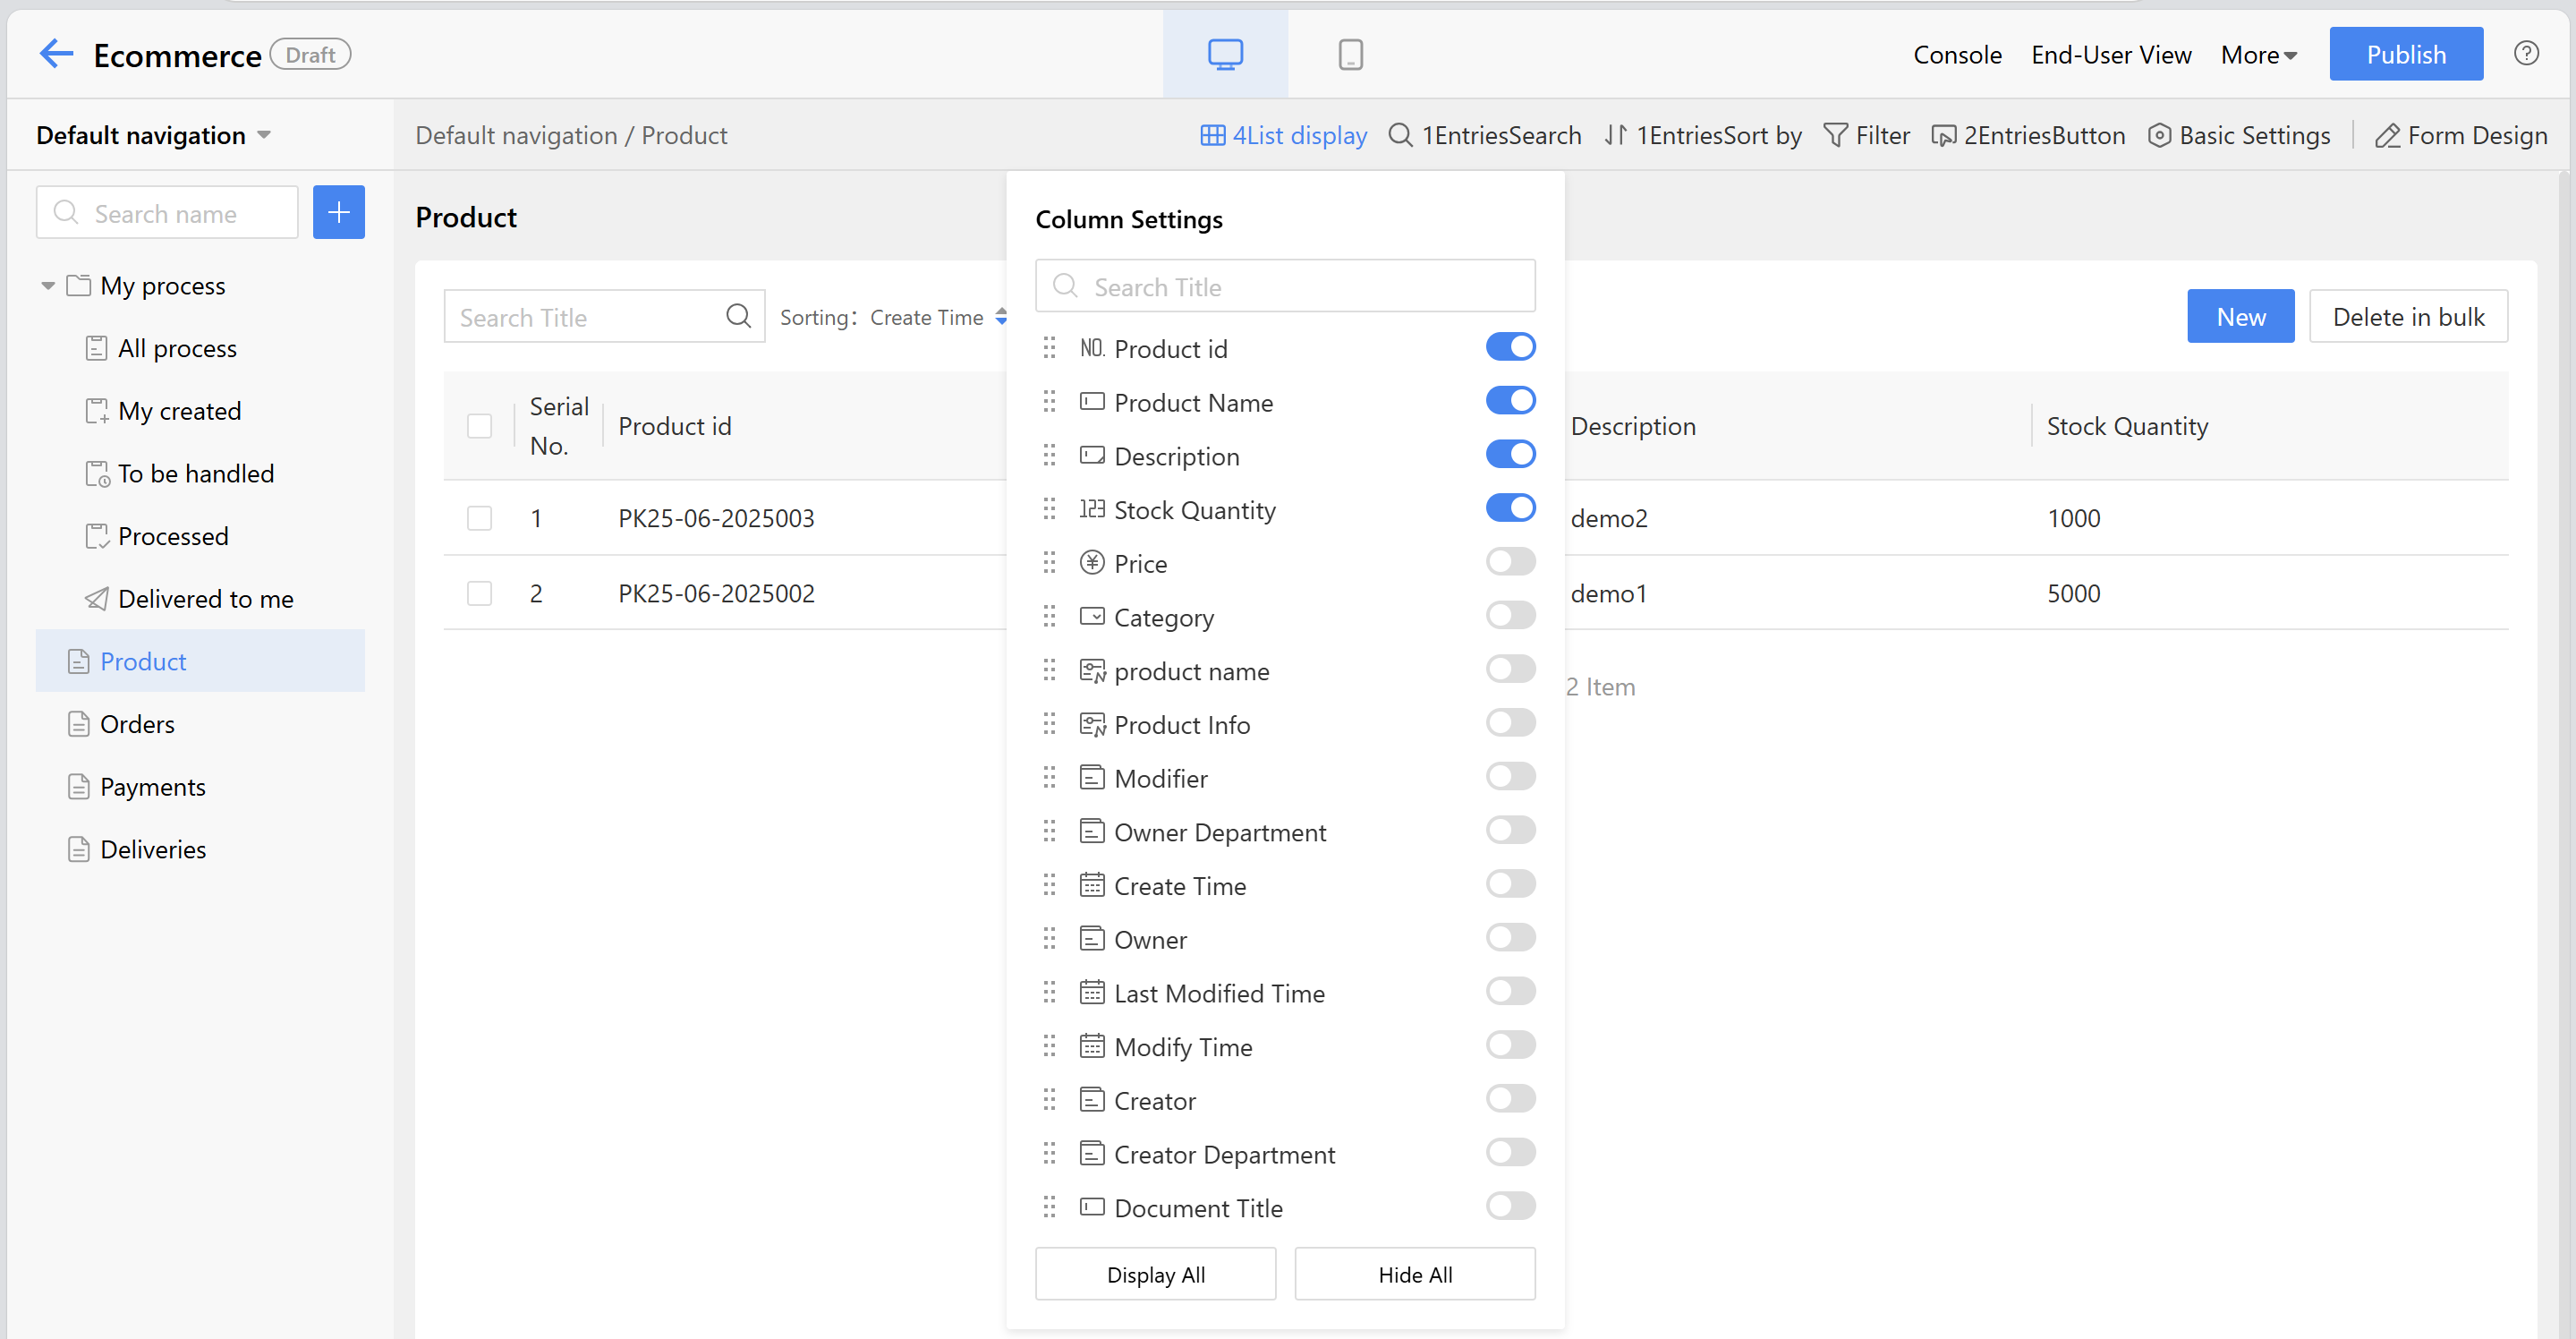 Ecommerce Draft
Console End-User View More Publish
Default navigation
Default navigation / Product
4List display 1EntriesSearch 1EntriesSort by Filter 2EntriesButton Basic Settings Form Design
Search name
My process
All process
My created
To be handled
Processed
Delivered to me
Product
Orders
Payments
Deliveries
Product
Search Title Sorting: Create Time
New Delete in bulk
Serial No. Product id Description Stock Quantity
1 PK25-06-2025003 demo2 1000
2 PK25-06-2025002 demo1 5000
2 Item
Column Settings
Search Title
NO. Product id
Product Name
Description
123 Stock Quantity
¥ Price
Category
product name
Product Info
Modifier
Owner Department
Create Time
Owner
Last Modified Time
Modify Time
Creator
Creator Department
Document Title
Display All Hide All